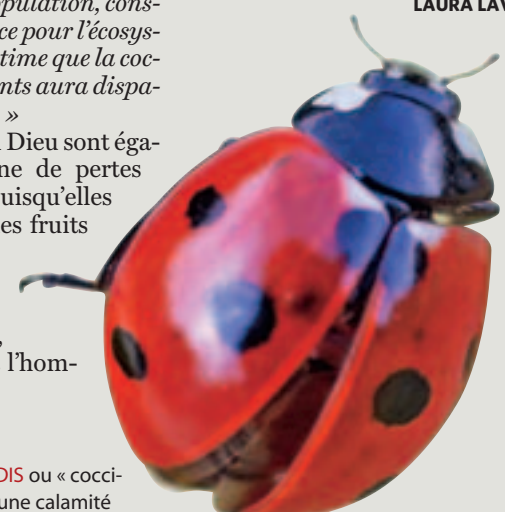 LAURA LAV
opulation, cons-
ce pour l'écosys-
time que la coc-
nts aura dispa-
»
Dieu sont éga-
ne de pertes
uisqu'elles
es fruits
l'hom-
DIS ou « cocci-
une calamité